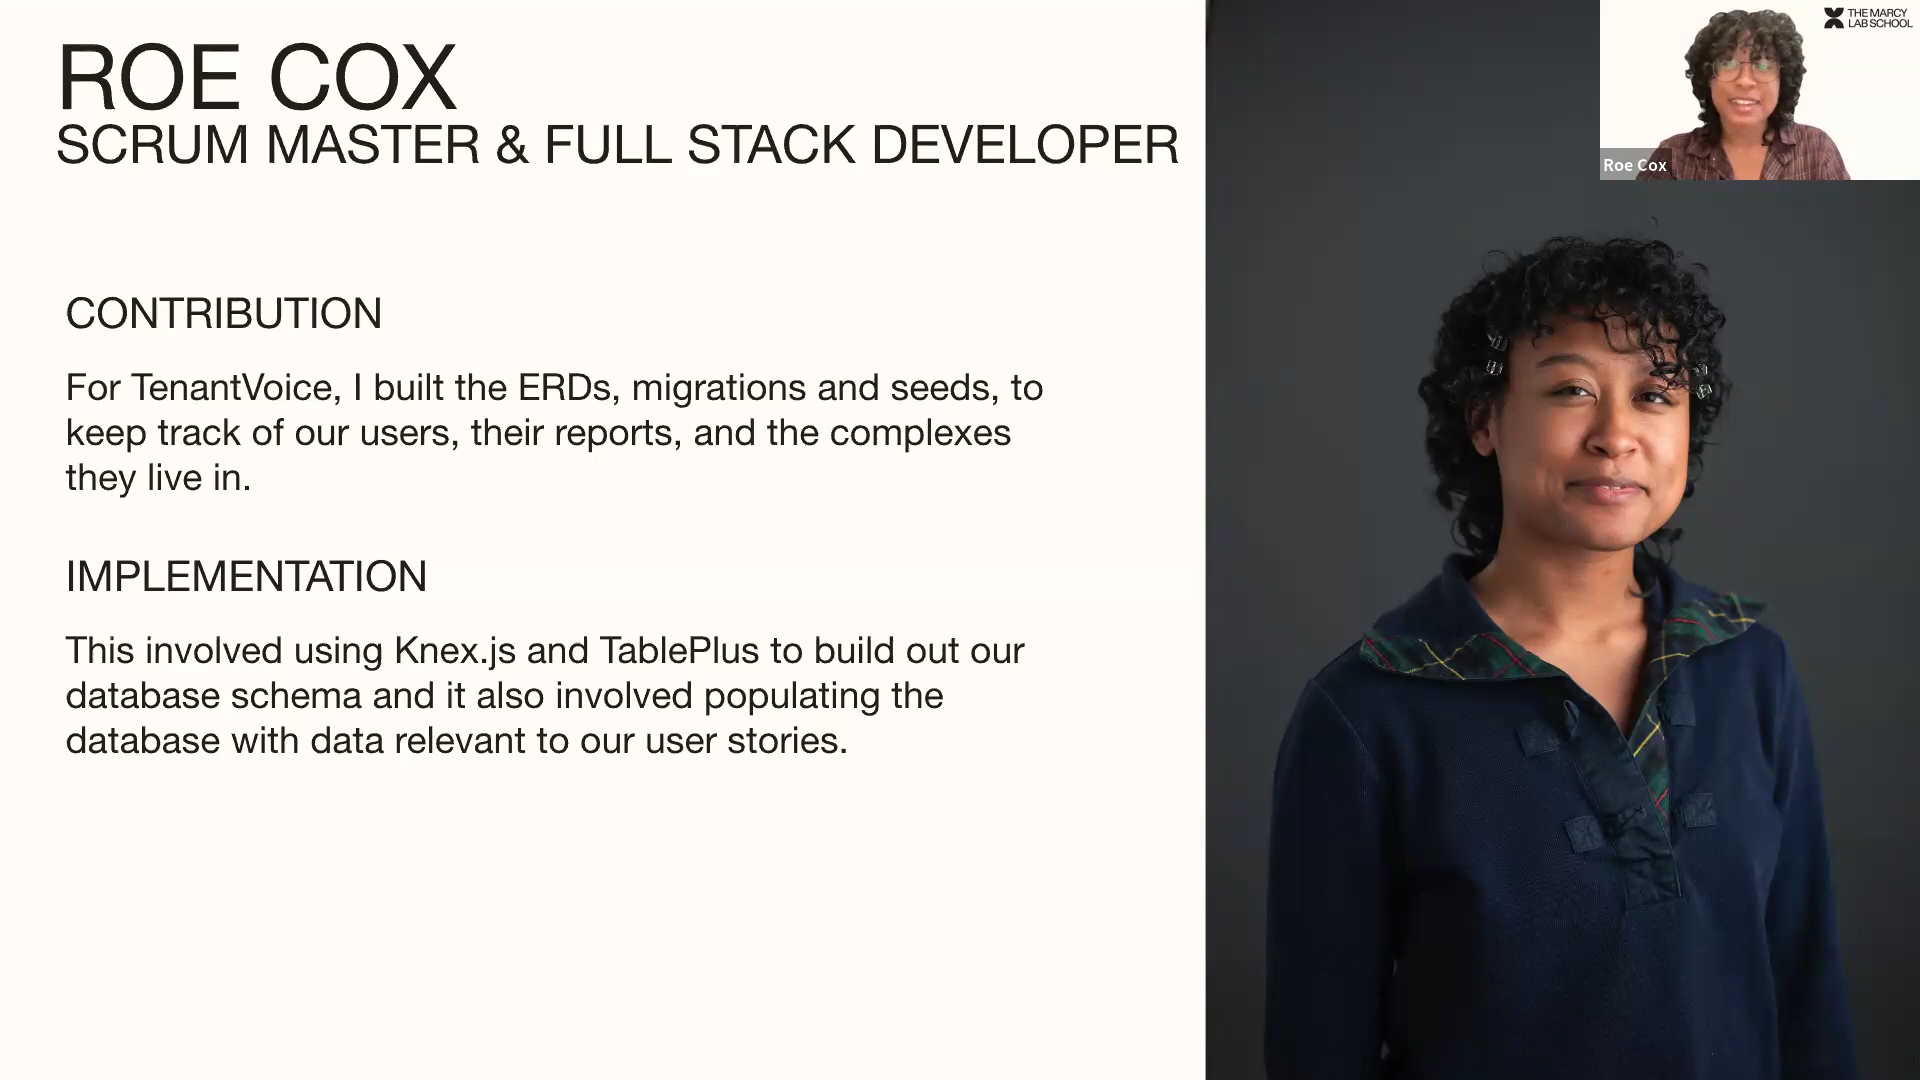 ROE COX
SCRUM MASTER & FULL STACK DEVELOPER
CONTRIBUTION
For TenantVoice, I built the ERDs, migrations and seeds, to
keep track of our users, their reports, and the complexes
they live in.
IMPLEMENTATION
This involved using Knex.js and TablePlus to build out our
database schema and it also involved populating the
database with data relevant to our user stories.
THE MARCY
LAB SCHOOL
Roe Cox